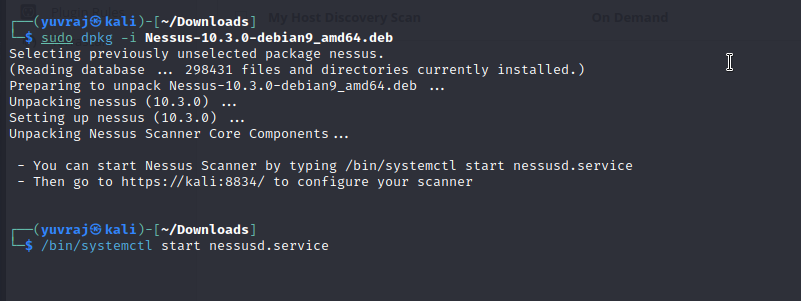 Plugin Rules
My Host Discovery Scan
On Demand
┌──(yuvraj㉿kali)-[~/Downloads]
└─$ sudo dpkg -i Nessus-10.3.0-debian9_amd64.deb
Selecting previously unselected package nessus.
(Reading database ... 298431 files and directories currently installed.)
Preparing to unpack Nessus-10.3.0-debian9_amd64.deb ...
Unpacking nessus (10.3.0) ...
Setting up nessus (10.3.0) ...
Unpacking Nessus Scanner Core Components...
- You can start Nessus Scanner by typing /bin/systemctl start nessusd.service
- Then go to https://kali:8834/ to configure your scanner
┌──(yuvraj㉿kali)-[~/Downloads]
└─$ /bin/systemctl start nessusd.service